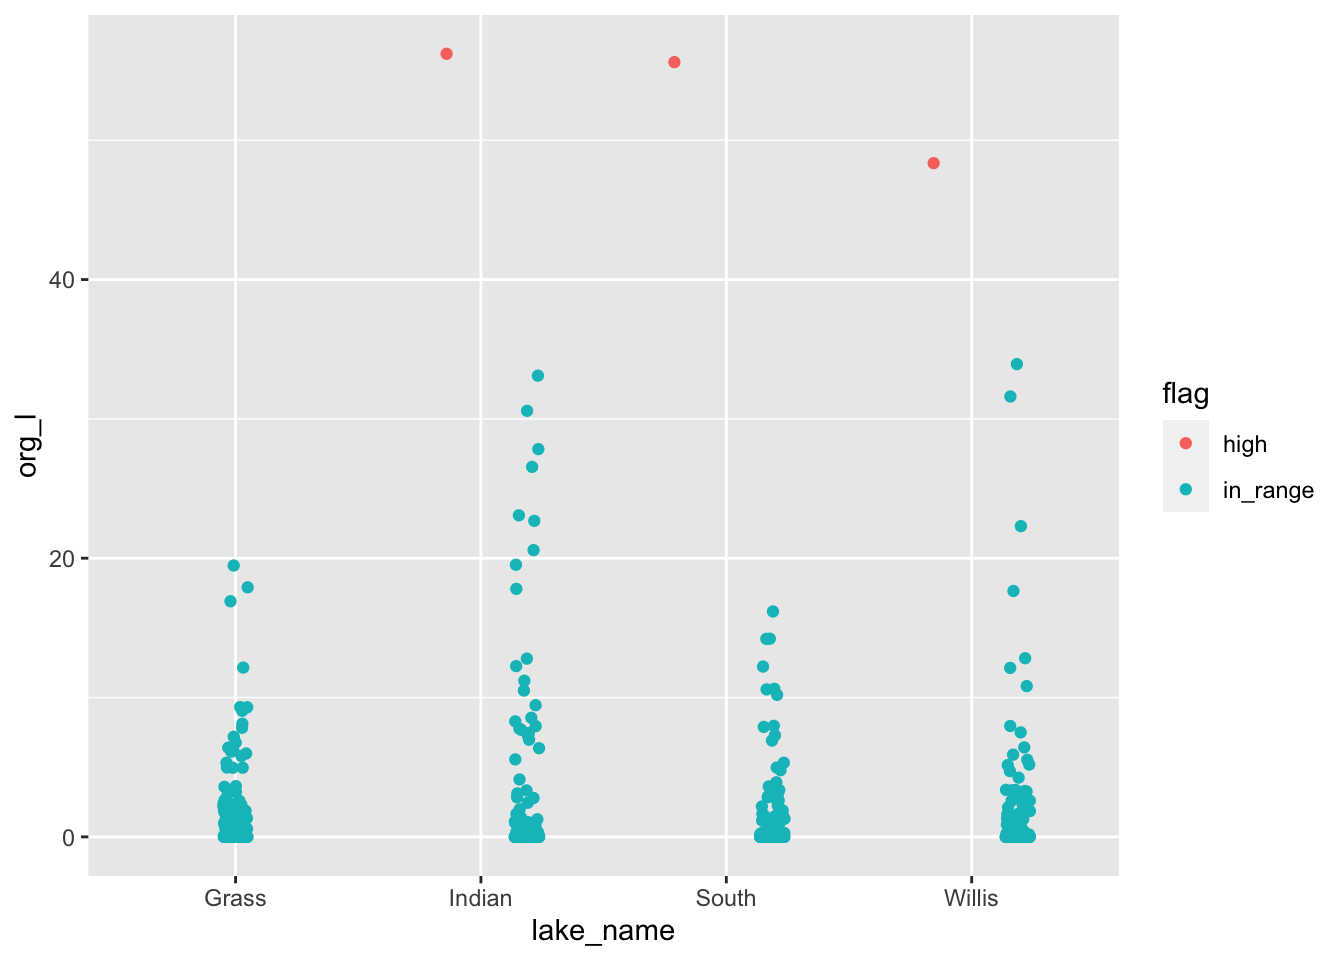 org_l
40
20
0
Grass Indian South Willis
lake_name
flag
high
in_range